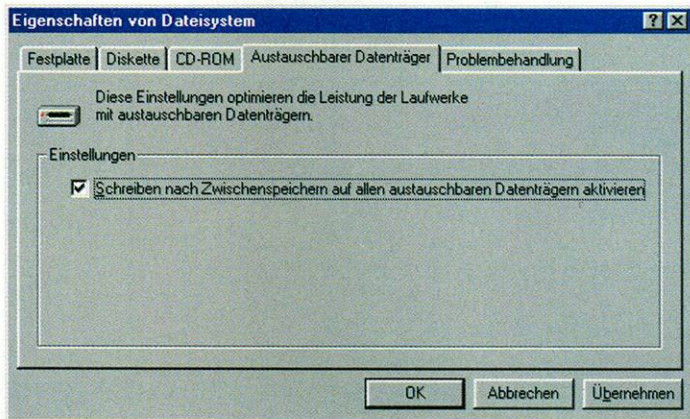 Eigenschaften von Dateisystem
Festplatte Diskette CD-ROM Austauschbarer Datenträger Problembehandlung
Diese Einstellungen optimieren die Leistung der Laufwerke
mit austauschbaren Datenträgern.
Einstellungen
Schreiben nach Zwischenspeichern auf allen austauschbaren Datenträgern aktivieren
OK Abbrechen Übernehmen